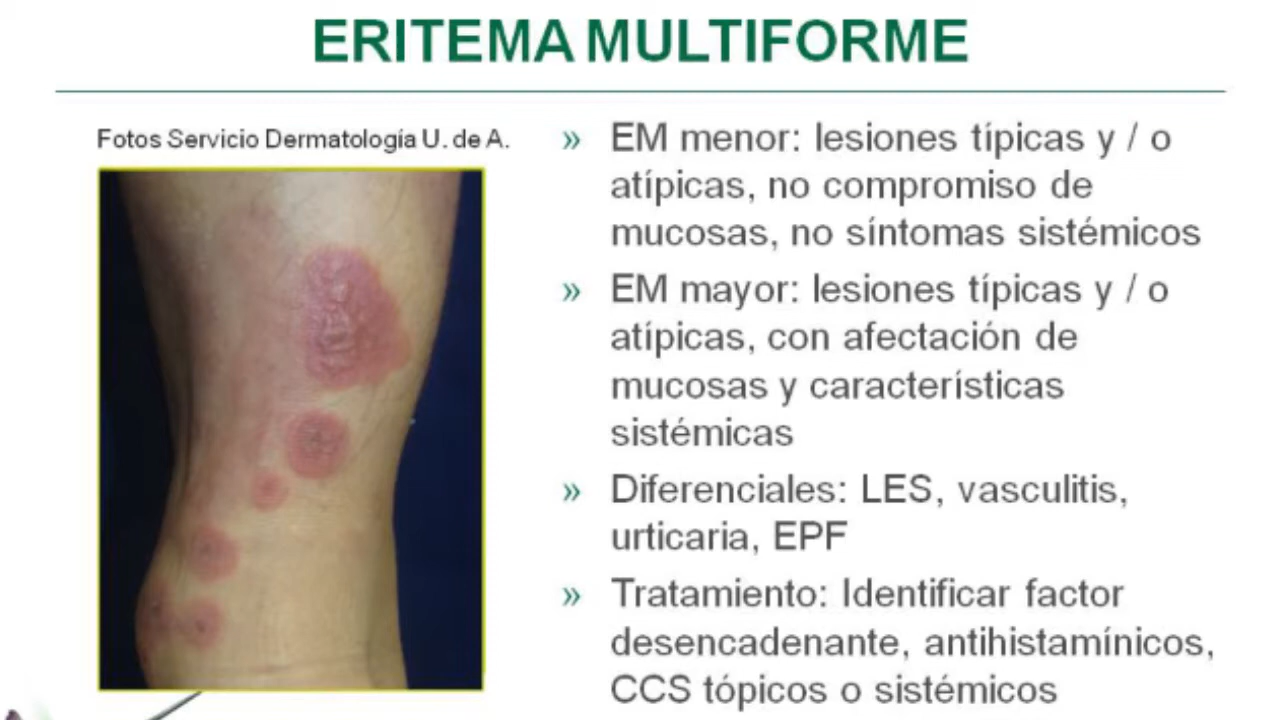 ERITEMA MULTIFORME
Fotos Servicio Dermatología U. de A.
» EM menor: lesiones típicas y / o
atípicas, no compromiso de
mucosas, no síntomas sistémicos
» EM mayor: lesiones típicas y / o
atípicas, con afectación de
mucosas y características
sistémicas
» Diferenciales: LES, vasculitis,
urticaria, EPF
» Tratamiento: Identificar factor
desencadenante, antihistamínicos,
CCS tópicos o sistémicos